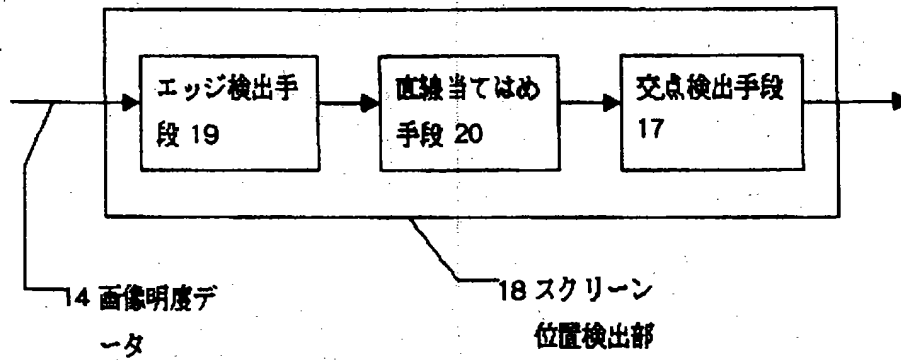 エッジ検出手
段 19
直線当てはめ
手段 20
交点検出手段
17
14 画像明度デ
ータ
18 スクリーン
位置検出部